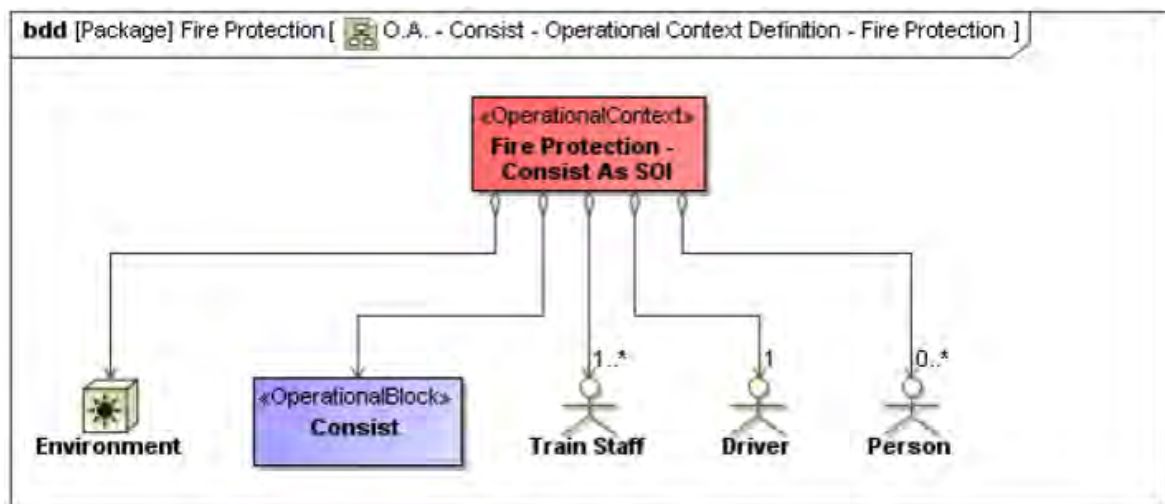 bdd [Package] Fire Protection [ O.A. - Consist - Operational Context Definition - Fire Protection ]
«OperationalContext»
Fire Protection -
Consist As SOI
1..*
1
0..*
«OperationalBlock»
Consist
Environment
Train Staff
Driver
Person